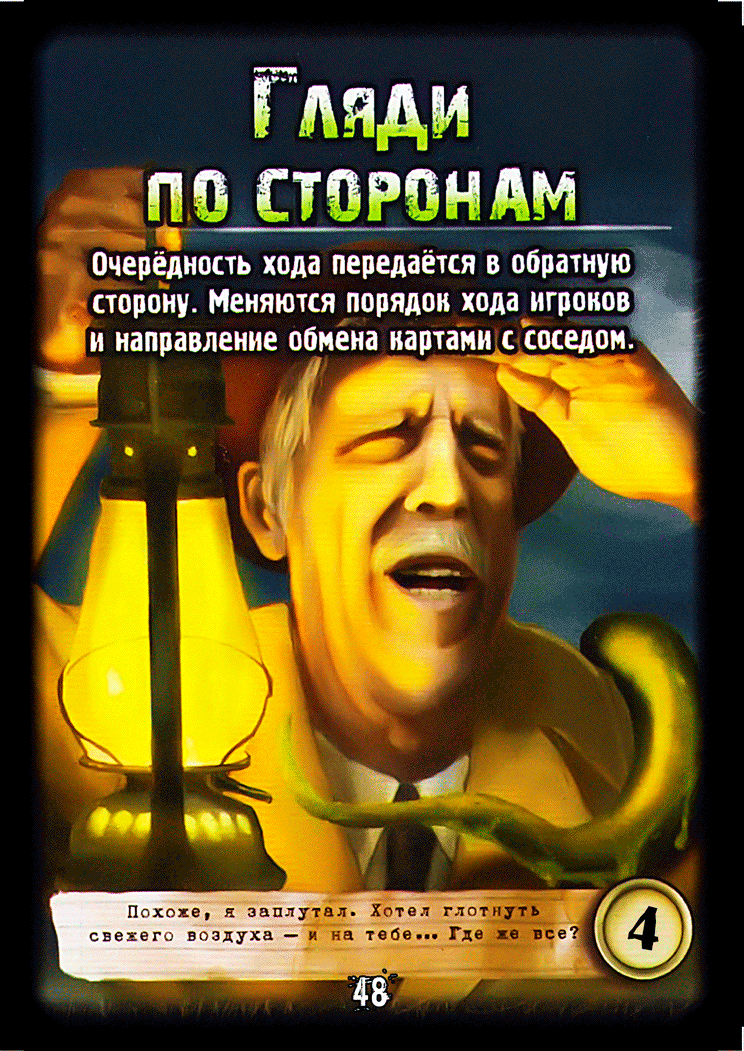 Гляди
по сторонам
Очерёдность хода передаётся в обратную
сторону. Меняются порядок хода игроков
и направление обмена картами с соседом.
Похоже, я заплутал. Хотел глотнуть
свежего воздуха — и на тебе... Где же все?
4
48